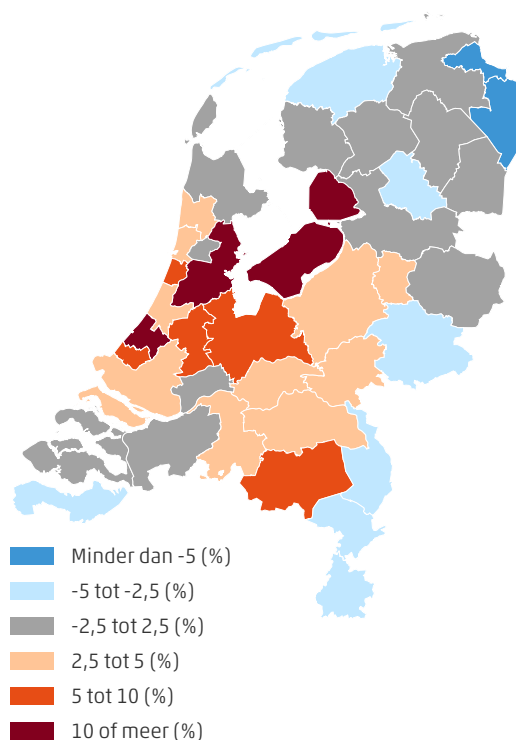 Minder dan -5 (%)
-5 tot -2,5 (%)
-2,5 tot 2,5 (%)
2,5 tot 5 (%)
5 tot 10 (%)
10 of meer (%)